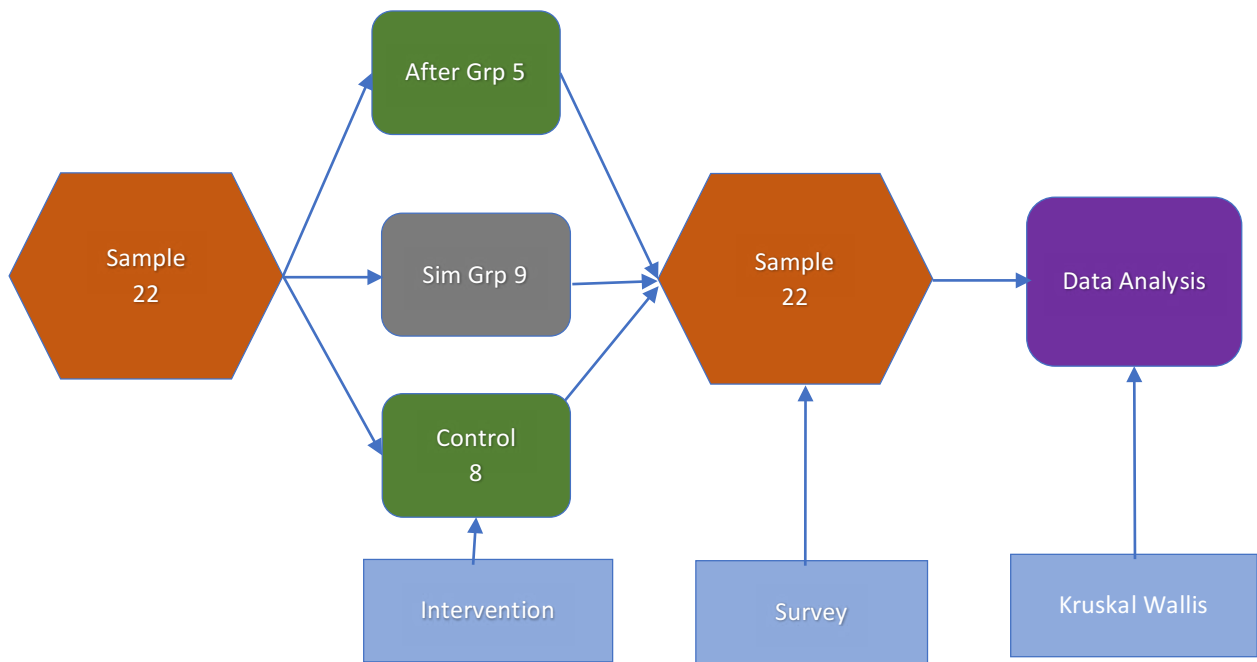 After Grp 5
Sample
22
Sim Grp 9
Sample
22
Data Analysis
Control
8
Intervention
Survey
Kruskal Wallis